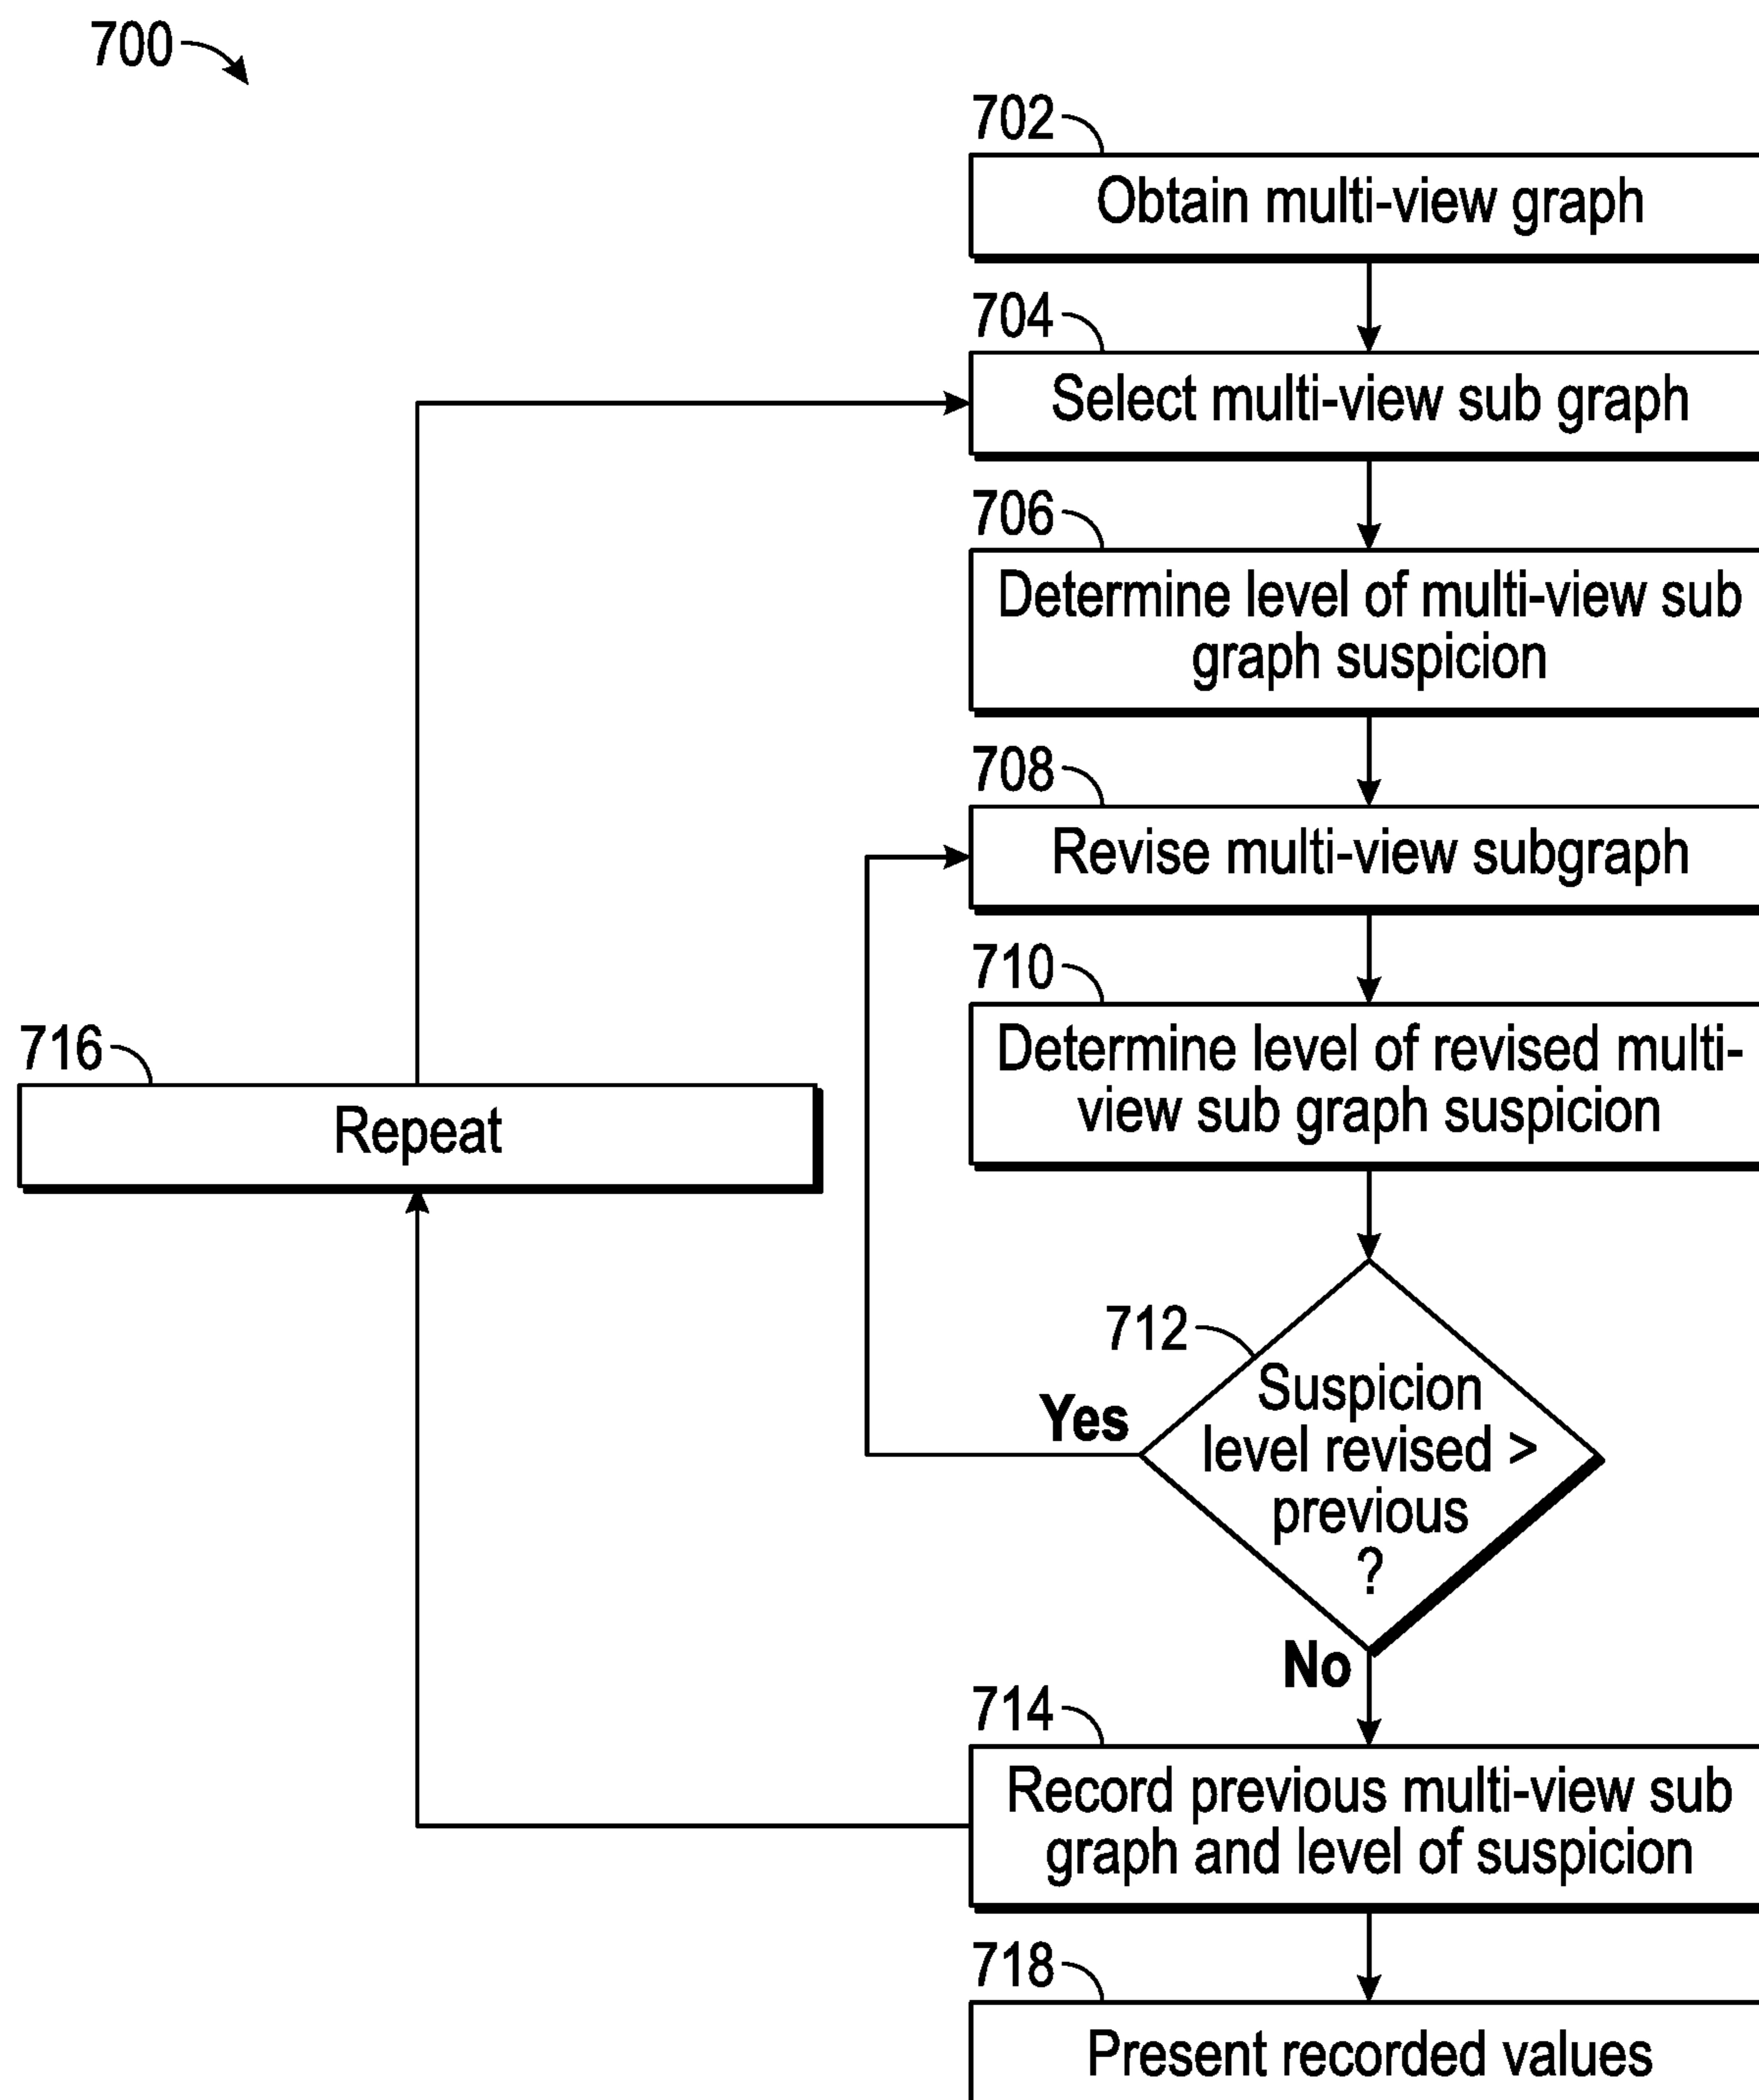 700
702
Obtain multi-view graph
704
Select multi-view sub graph
706
Determine level of multi-view sub
graph suspicion
708
Revise multi-view subgraph
710
Determine level of revised multi-
view sub graph suspicion
716
Repeat
712
Suspicion
level revised >
previous
?
Yes
No
714
Record previous multi-view sub
graph and level of suspicion
718
Present recorded values